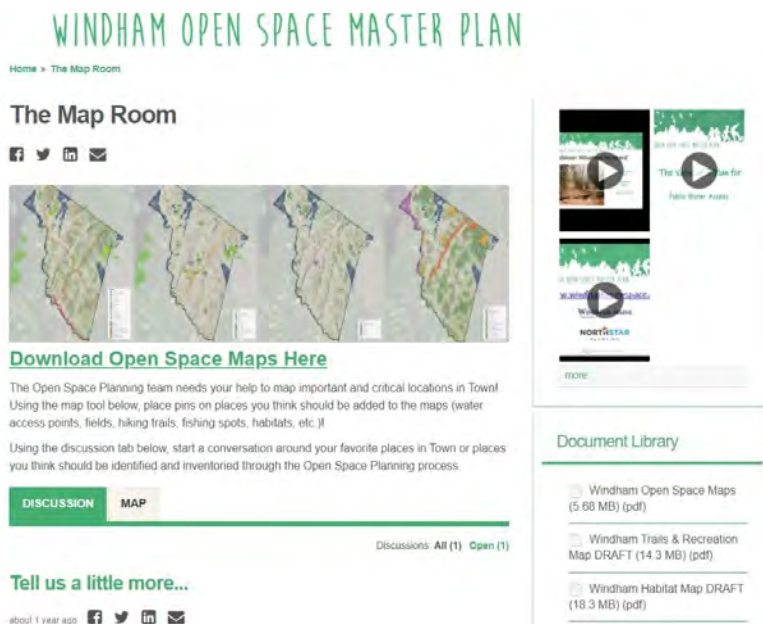 WINDHAM OPEN SPACE MASTER PLAN
Home » The Map Room
The Map Room
Download Open Space Maps Here
The Open Space Planning team needs your help to map important and critical locations in Town!
Using the map tool below, place pins on places you think should be added to the maps (water
access points, fields, hiking trails, fishing spots, habitats, etc.)!
Using the discussion tab below, start a conversation around your favorite places in Town or places
you think should be identified and inventoried through the Open Space Planning process
DISCUSSION MAP
Discussions: All (1) Open (1)
Tell us a little more...
about 1 year ago
Public Water Access
NORTHSTAR
more
Document Library
Windham Open Space Maps
(5.68 MB) (pdf)
Windham Trails & Recreation
Map DRAFT (14.3 MB) (pdf)
Windham Habitat Map DRAFT
(18.3 MB) (pdf)